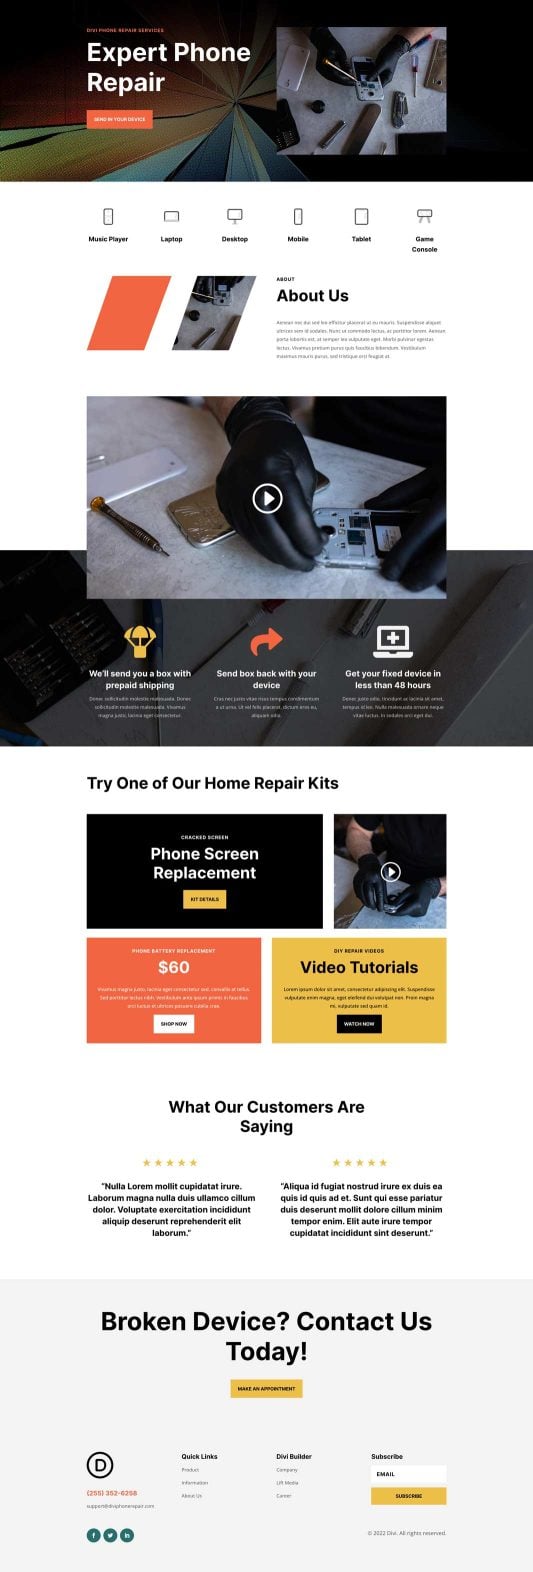 DIVI PHONE REPAIR SERVICES
Expert Phone
Repair
SEND IN YOUR DEVICE
Music Player
Laptop
Desktop
Mobile
Tablet
Game
Console
ABOUT
About Us
Aenean nec dui sed leo efficitur placerat ut eu mauris. Suspendisse aliquet
ultrices sem id sodales. Nunc ut commodo lectus, ac porttitor lorem. Aenean
porta lobortis est, at semper leo vulputate eget. Morbi pulvinar egestas
lectus. Vivamus pretium purus quis faucibus bibendum. Vestibulum
maximus mauris purus, sed tristique orci feugiat at.
We'll send you a box with
prepaid shipping
Donec sollicitudin molestie malesuada. Donec
sollicitudin molestie malesuada. Vivamus
magna justo, lacinia eget consectetur.
Send box back with your
device
Cras nec justo vitae risus tempus condimentum
a ut urna. Ut vel felis placerat, dictum eros eu,
aliquam odio.
Get your fixed device in
less than 48 hours
Donec justo odio, tincidunt ac lacinia sit amet,
tempus id leo. Nulla malesuada ornare neque
vitae luctus. In sodales orci eget dui.
Try One of Our Home Repair Kits
CRACKED SCREEN
Phone Screen
Replacement
KIT DETAILS
PHONE BATTERY REPLACEMENT
$60
Vivamus magna justo, lacinia eget consectetur sed, convallis at tellus.
Sed porttitor lectus nibh. Vestibulum ante ipsum primis in faucibus
orci luctus et ultrices posuere cubilia crae.
SHOP NOW
DIY REPAIR VIDEOS
Video Tutorials
Lorem ipsum dolor sit amet, consectetur adipiscing elit. Suspendisse
vulputate enim magna, eget eleifend dui volutpat non. Proin magna
mi, vulputate sed quam id.
WATCH NOW
What Our Customers Are
Saying
“Nulla Lorem mollit cupidatat irure.
Laborum magna nulla duis ullamco cillum
dolor. Voluptate exercitation incididunt
aliquip deserunt reprehenderit elit
laborum.”
“Aliqua id fugiat nostrud irure ex duis ea
quis id quis ad et. Sunt qui esse pariatur
duis deserunt mollit dolore cillum minim
tempor enim. Elit aute irure tempor
cupidatat incididunt sint deserunt.”
Broken Device? Contact Us
Today!
MAKE AN APPOINTMENT
D
(255) 352-6258
support@diviphonerepair.com
Quick Links
Product
Information
About Us
Divi Builder
Company
Lift Media
Career
Subscribe
EMAIL
SUBSCRIBE
© 2022 Divi. All rights reserved.